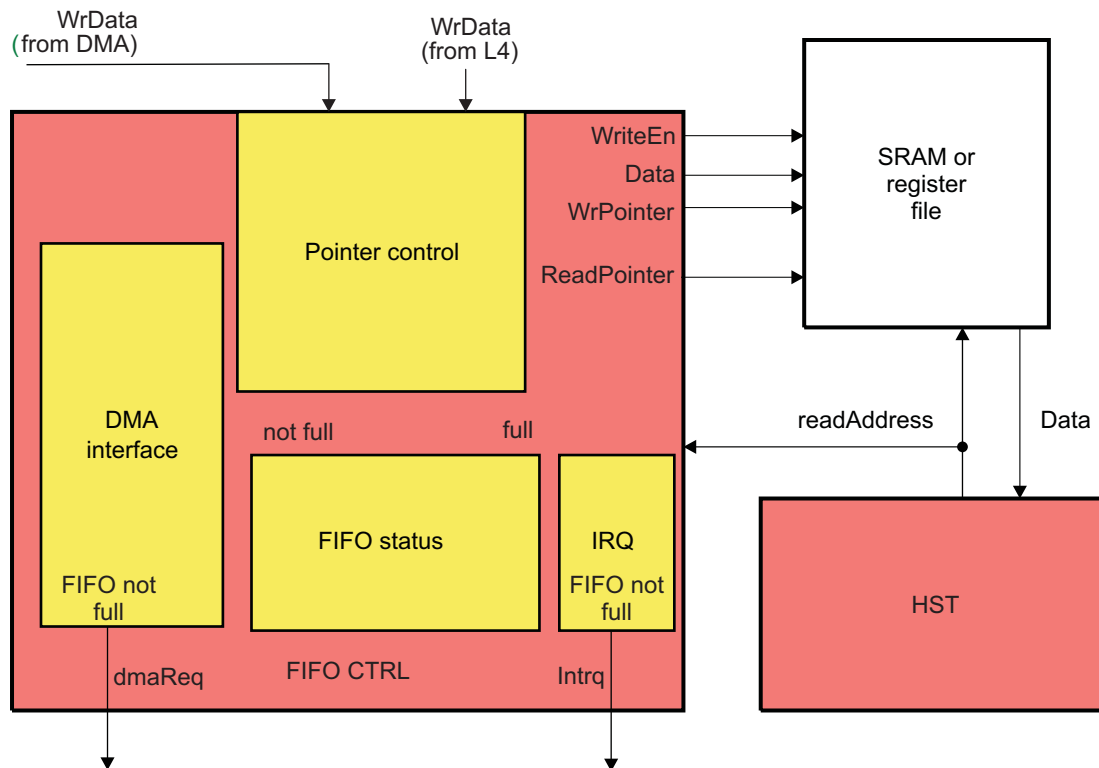 WrData
(from DMA)
WrData
(from L4)
WriteEn
Data
WrPointer
ReadPointer
SRAM or
register
file
Pointer control
DMA
interface
not full
full
readAddress
Data
FIFO status
IRQ
FIFO not
full
FIFO not
full
HST
dmaReq
FIFO CTRL
Intrq